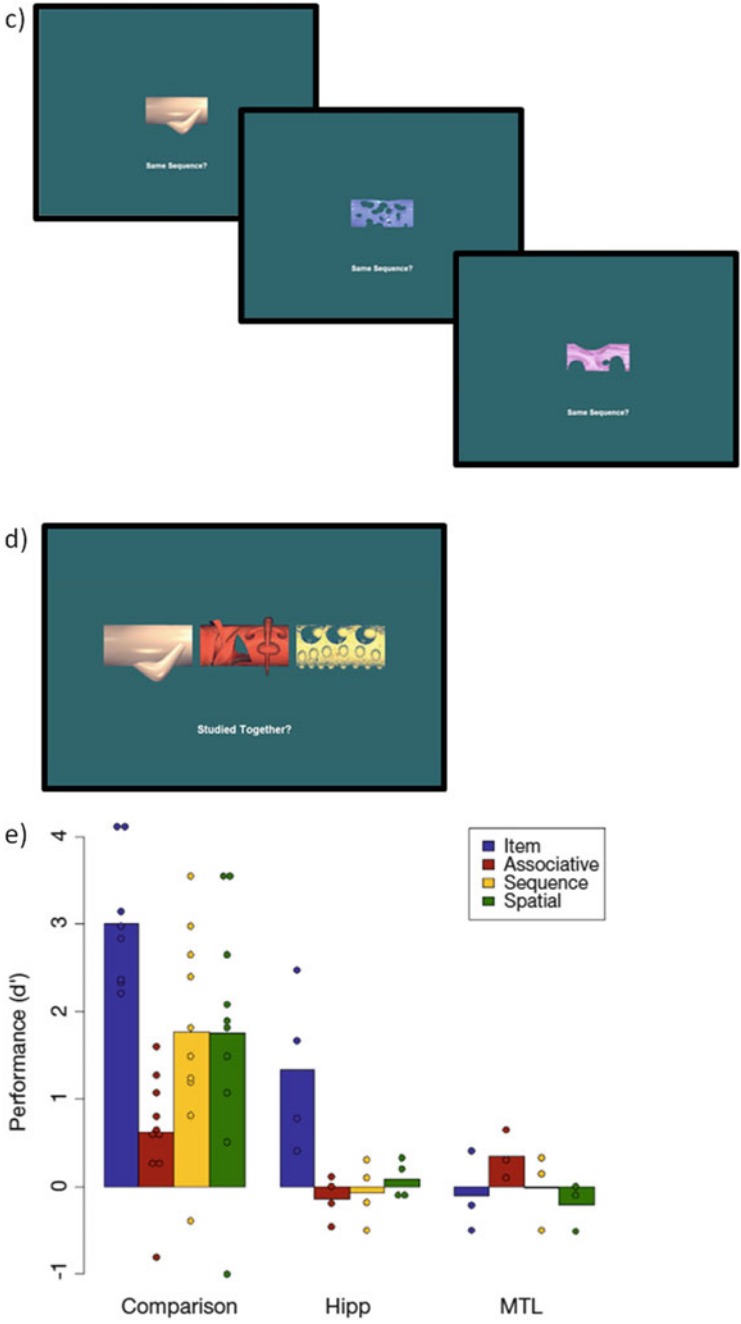 c)
Same Sequence?
Same Sequence?
Same Sequence?
d)
Studied Together?
e)
Item
Associative
Sequence
Spatial
Performance (d')
4
3
2
1
0
-1
Comparison Hipp MTL